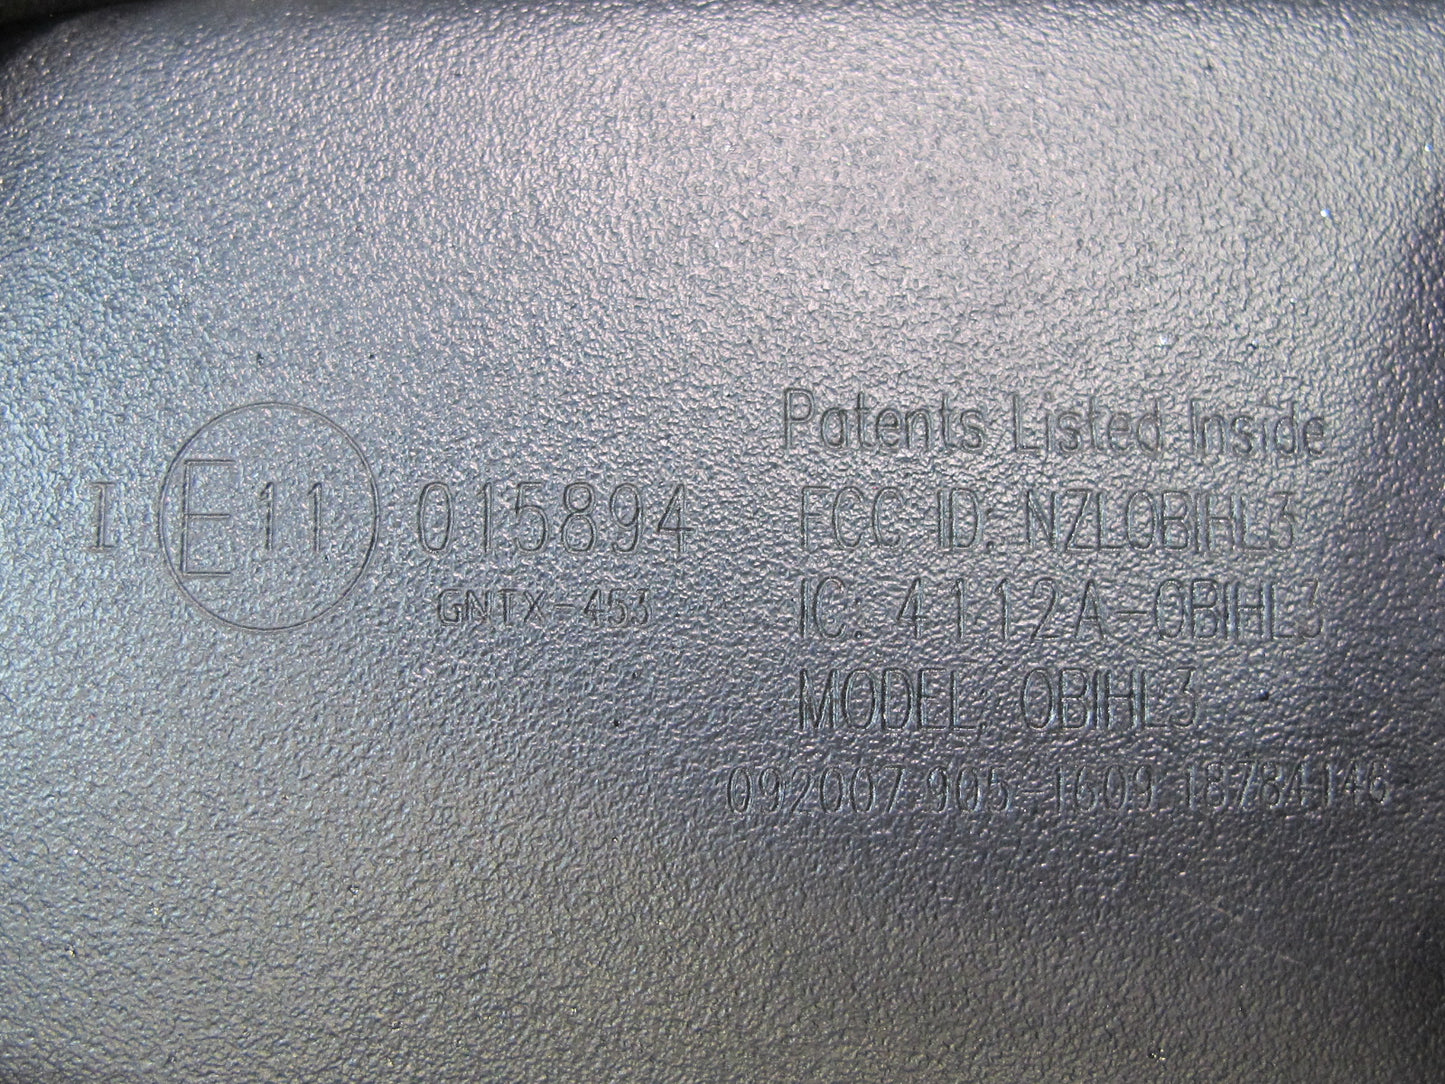 I E11 015894
GNTX-453
Patents Listed Inside
FCC ID: NZLOBIHL3
IC: 4112A-OBIHL3
MODEL: OBIHL3
092007 905-1609 18784146